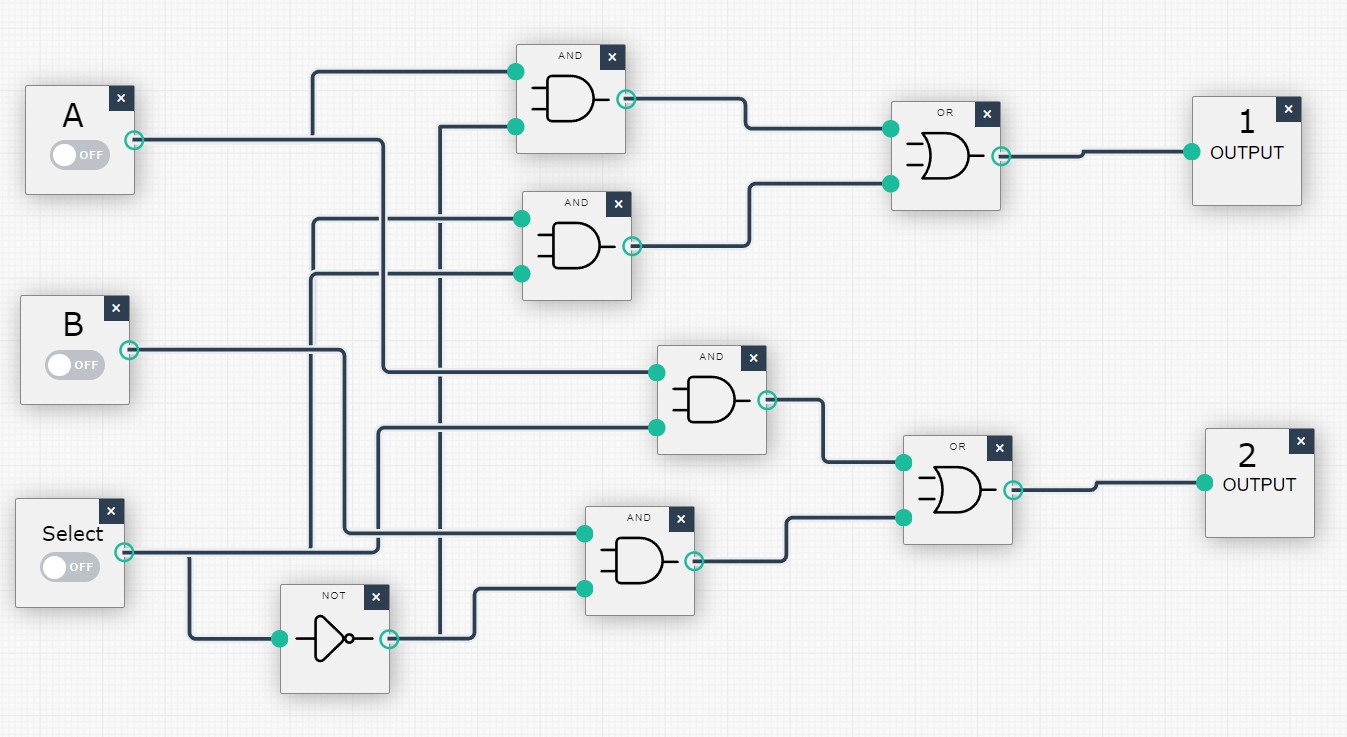 AND
×
A
×
OFF
OR
×
1
OUTPUT
×
AND
×
B
×
OFF
AND
×
OR
×
2
OUTPUT
×
Select
×
OFF
AND
×
NOT
×